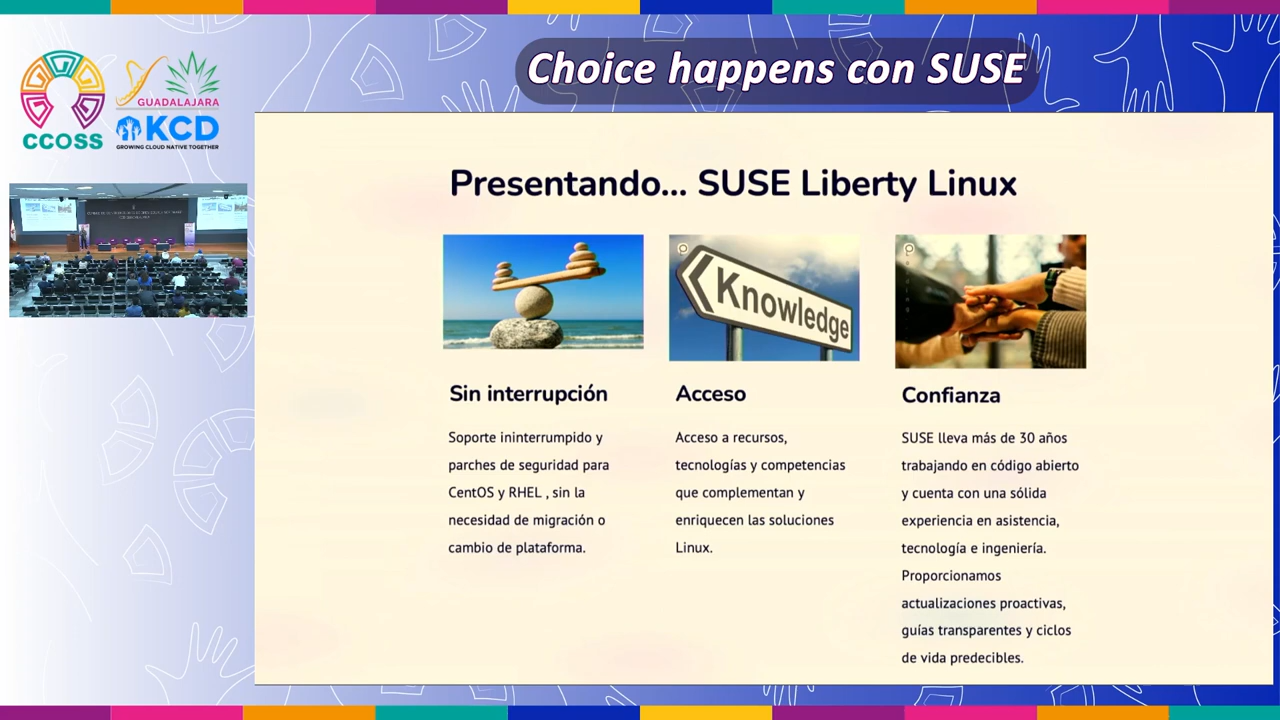 Choice happens con SUSE
CCOSS
GUADALAJARA
KCD
GROWING CLOUD NATIVE TOGETHER
Presentando... SUSE Liberty Linux
Knowledge
Sin interrupción
Soporte ininterrumpido y
parches de seguridad para
CentOS y RHEL , sin la
necesidad de migración o
cambio de plataforma.
Acceso
Acceso a recursos,
tecnologías y competencias
que complementan y
enriquecen las soluciones
Linux.
Confianza
SUSE lleva más de 30 años
trabajando en código abierto
y cuenta con una sólida
experiencia en asistencia,
tecnología e ingeniería.
Proporcionamos
actualizaciones proactivas,
guías transparentes y ciclos
de vida predecibles.